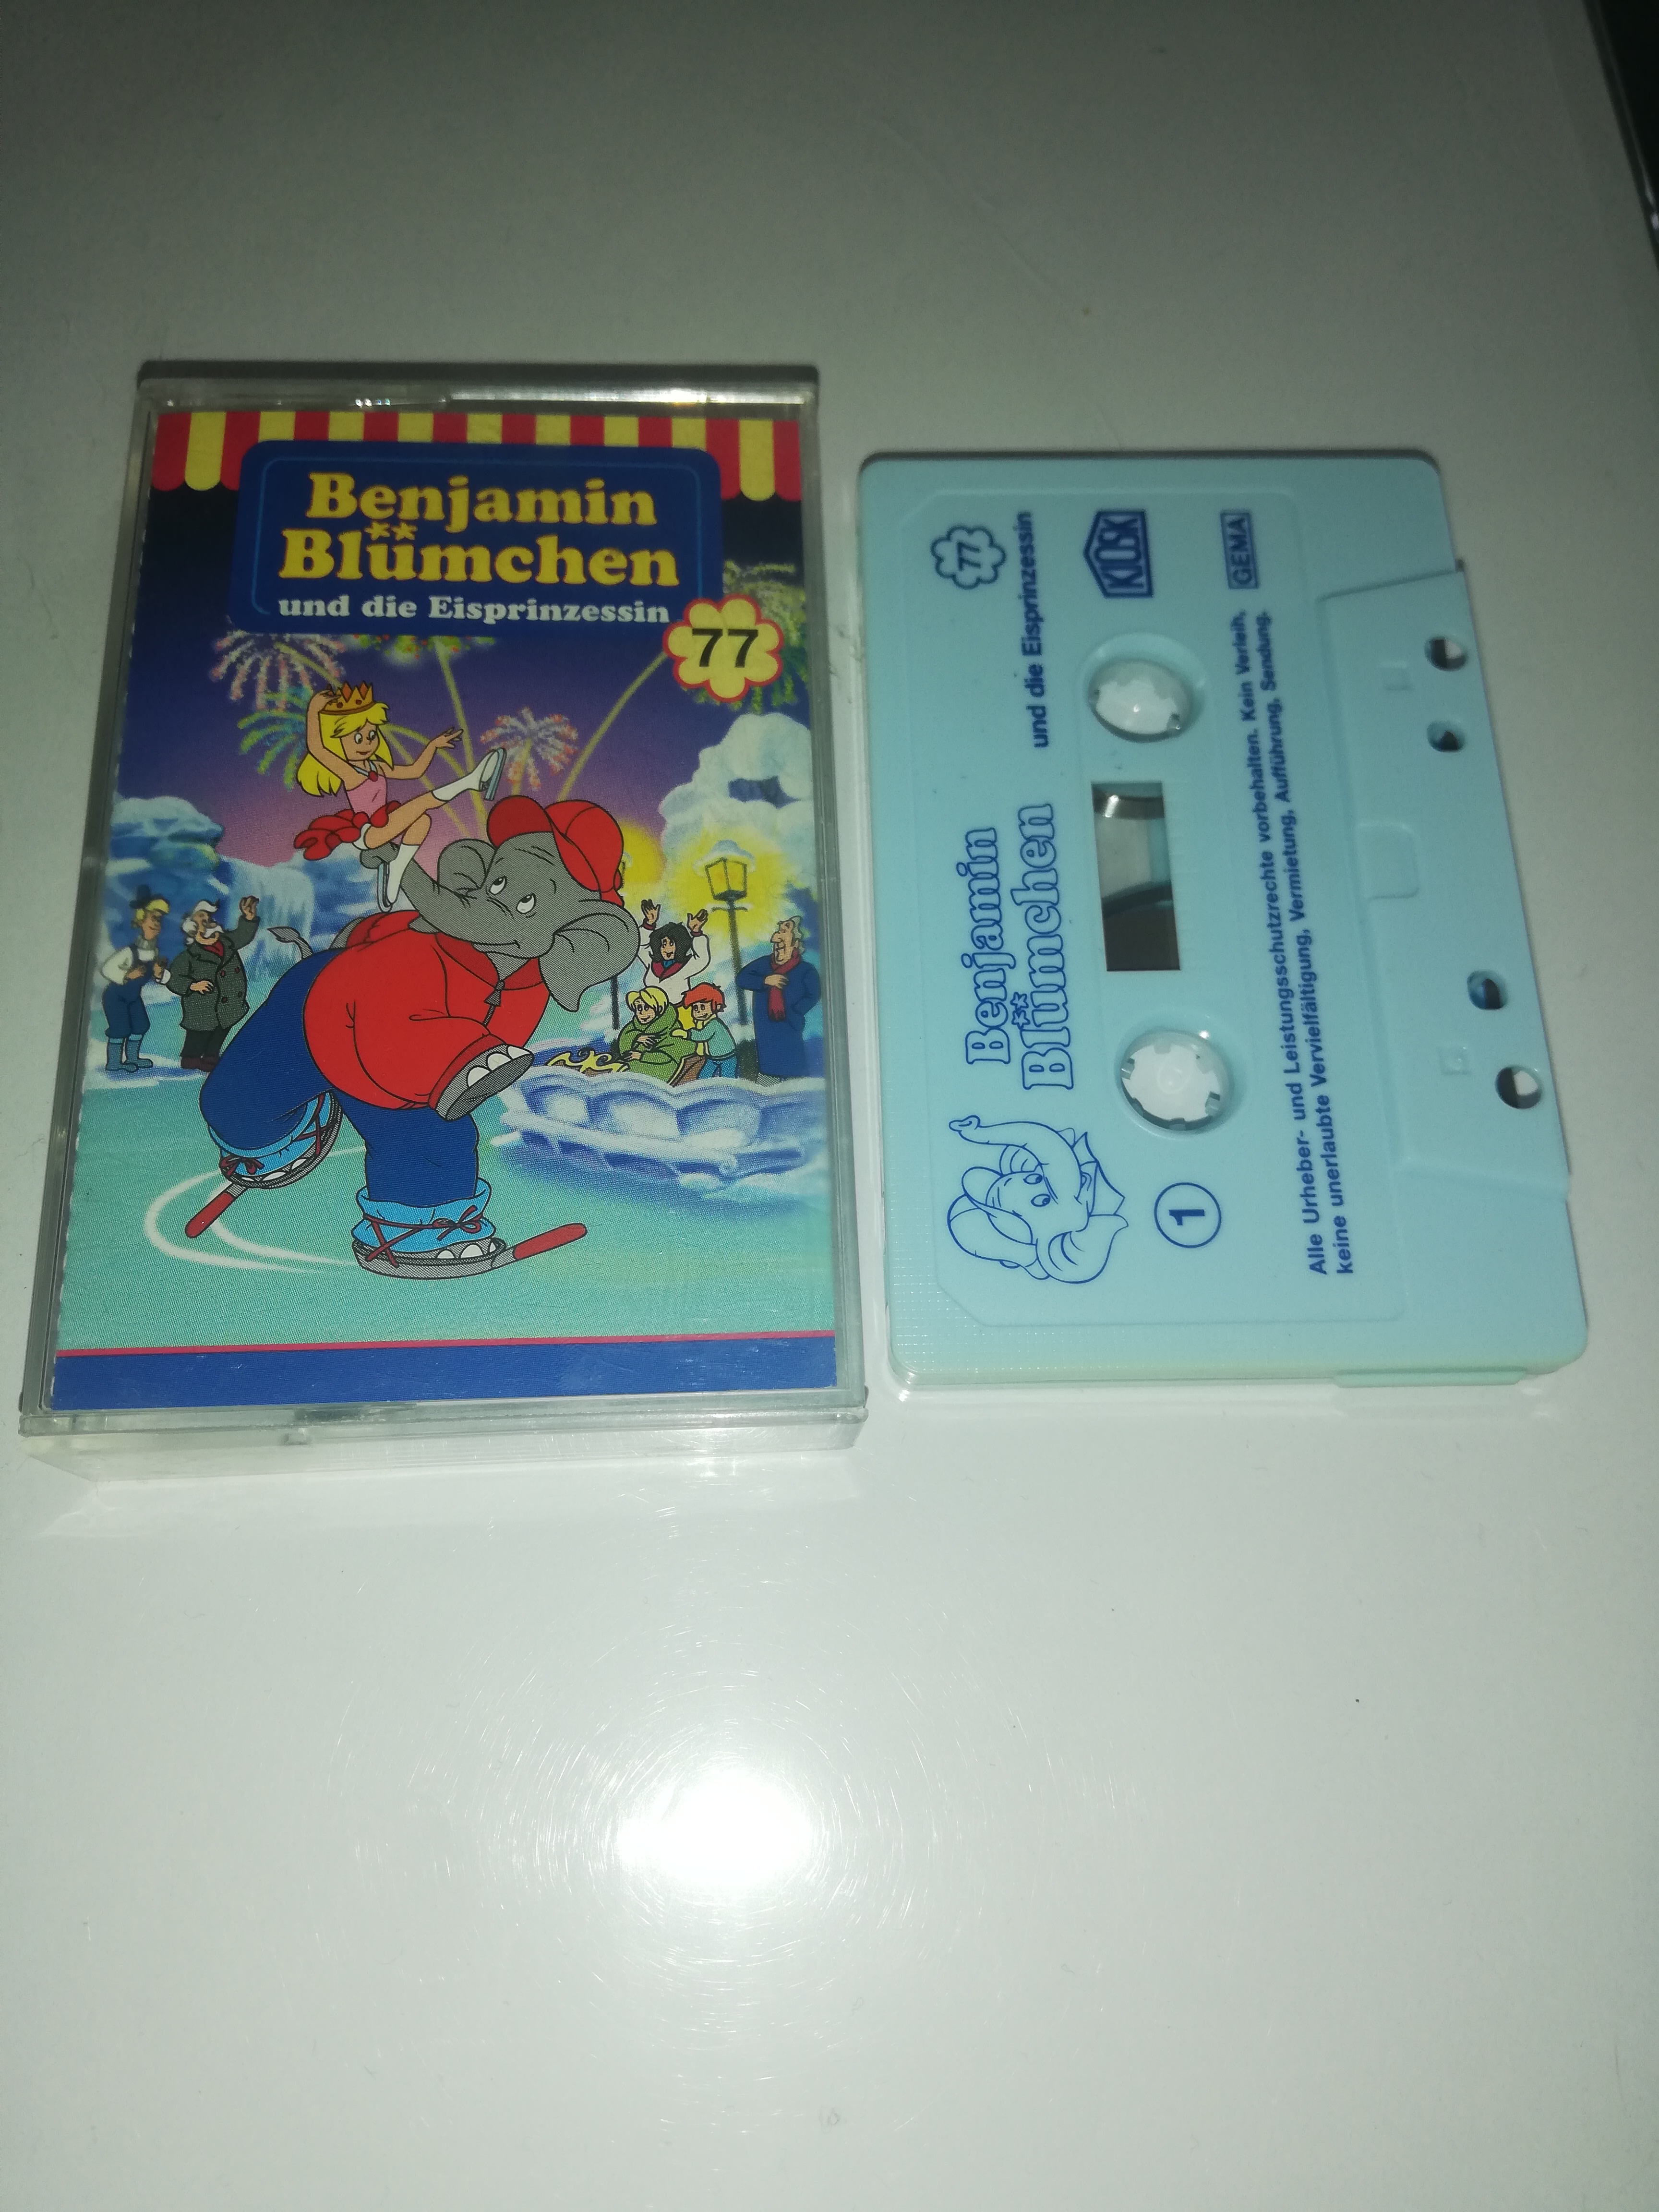 Benjamin
Blümchen
und die Eisprinzessin
77
77
und die Eisprinzessin
Benjamin
Blümchen
KIOSK
GEMA
1
Alle Urheber- und Leistungsschutzrechte vorbehalten. Kein Verleih,
keine unerlaubte Vervielfältigung, Vermietung, Aufführung, Sendung.